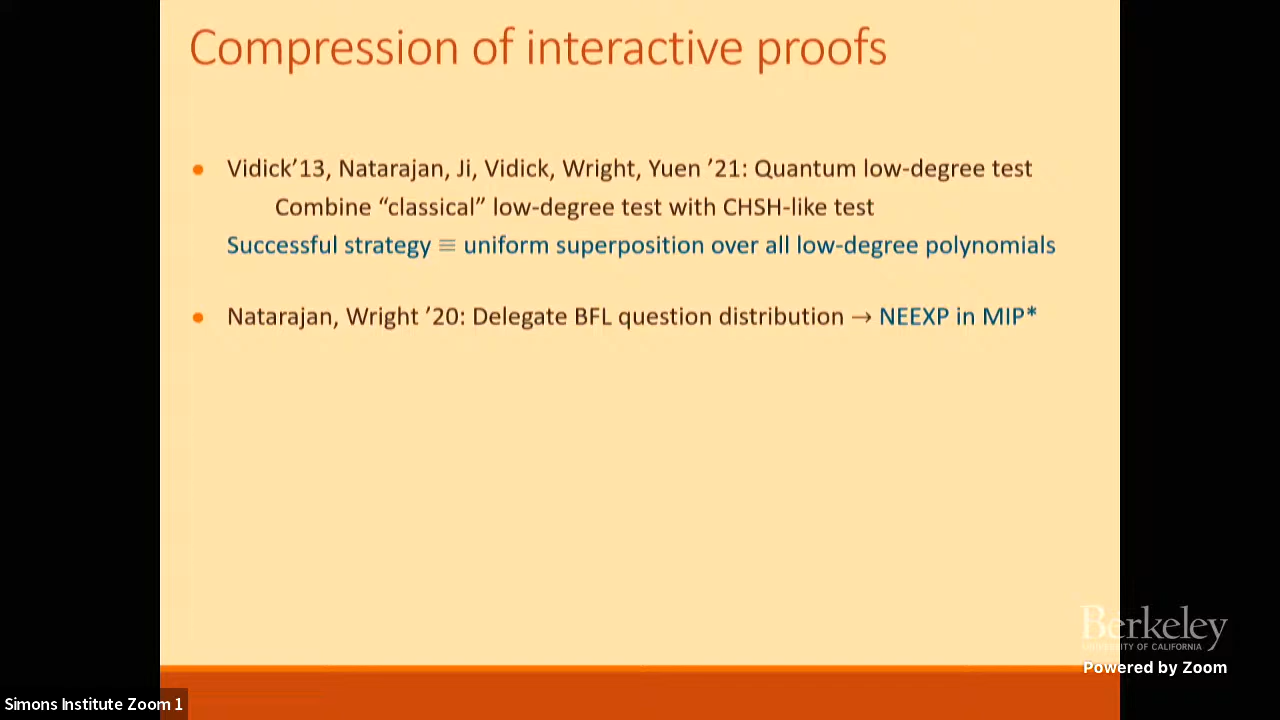 Compression of interactive proofs
• Vidick’13, Natarajan, Ji, Vidick, Wright, Yuen ’21: Quantum low-degree test
Combine “classical” low-degree test with CHSH-like test
Successful strategy ≡ uniform superposition over all low-degree polynomials
• Natarajan, Wright ’20: Delegate BFL question distribution → NEEXP in MIP*
Berkeley
UNIVERSITY OF CALIFORNIA
Powered by Zoom
Simons Institute Zoom 1